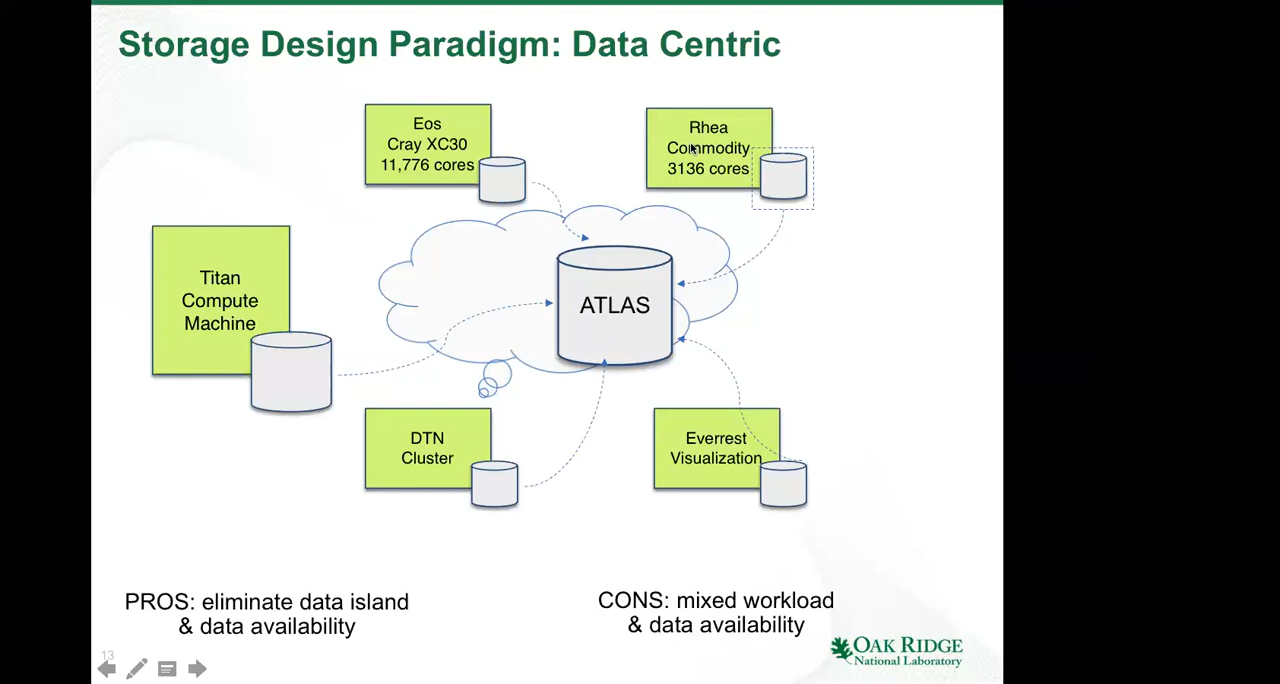 Storage Design Paradigm: Data Centric
Eos
Cray XC30
11,776 cores
Rhea
Commodity
3136 cores
Titan
Compute
Machine
ATLAS
DTN
Cluster
Everrest
Visualization
PROS: eliminate data island
& data availability
CONS: mixed workload
& data availability
13
OAK RIDGE
National Laboratory